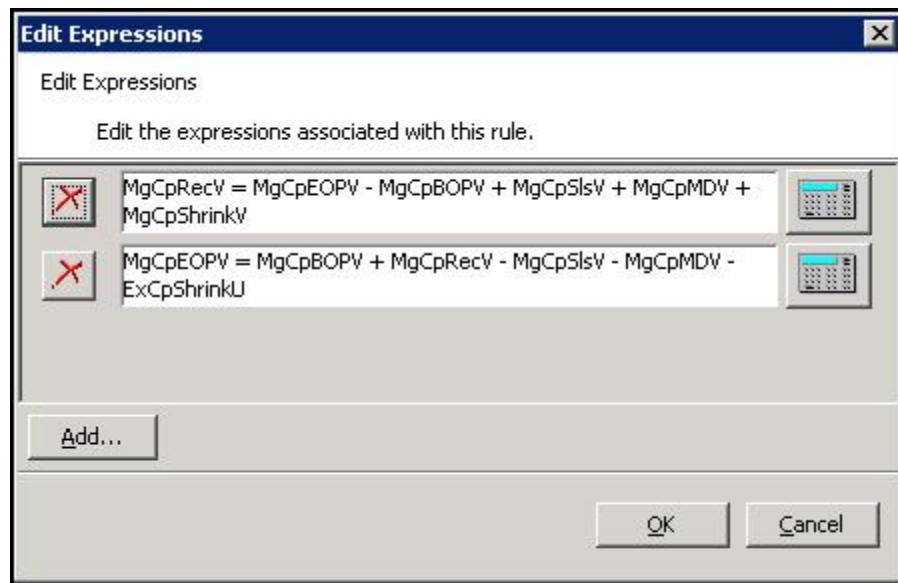 Edit Expressions
Edit Expressions
Edit the expressions associated with this rule.
MgCpRecV = MgCpEOPV - MgCpBOPV + MgCpSlsV + MgCpMDV +
MgCpShrinkV
MgCpEOPV = MgCpBOPV + MgCpRecV - MgCpSlsV - MgCpMDV -
ExCpShrinkU
Add...
OK
Cancel